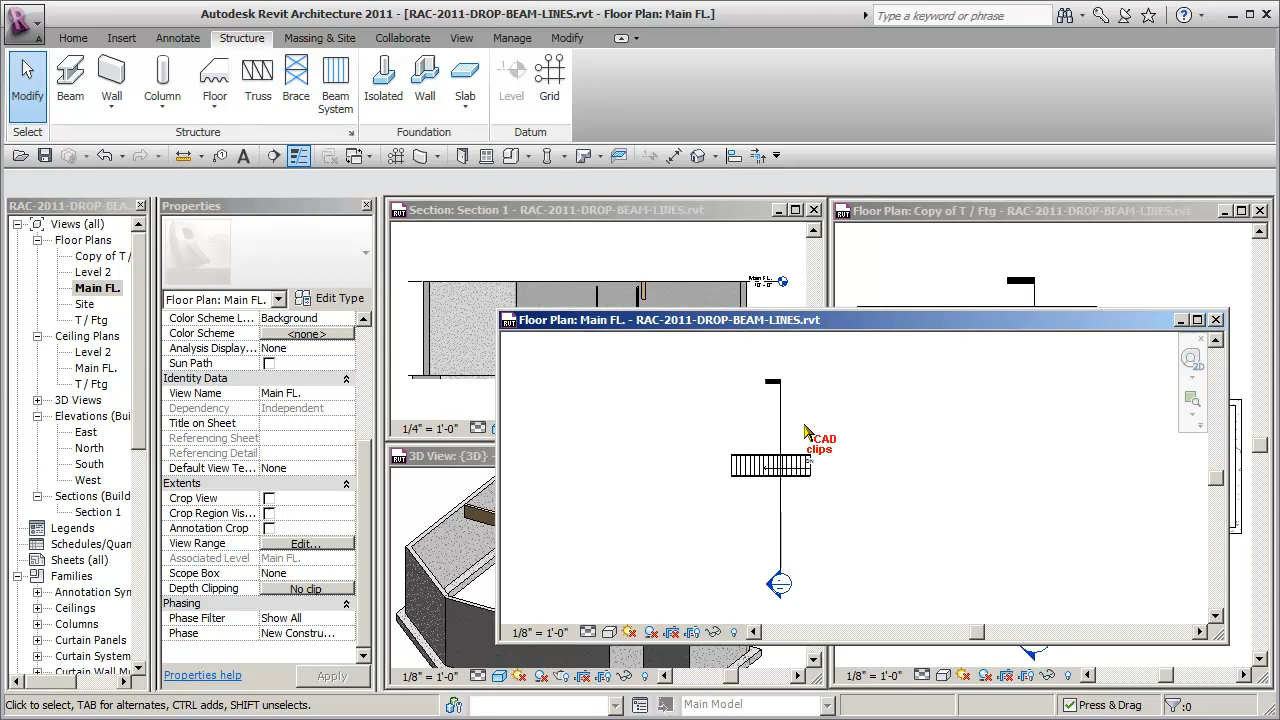 Autodesk Revit Architecture 2011 - [RAC-2011-DROP-BEAM-LINES.rvt - Floor Plan: Main FL.]
Type a keyword or phrase
Home Insert Annotate Structure Massing & Site Collaborate View Manage Modify
Modify Beam Wall Column Floor Truss Brace Beam System Isolated Wall Slab Level Grid
Select Structure Foundation Datum
RAC-2011-DROP-BEA...
Views (all)
Floor Plans
Copy of T /
Level 2
Main FL.
Site
T / Ftg
Ceiling Plans
Level 2
Main FL.
T / Ftg
3D Views
Elevations (Buil
East
North
South
West
Sections (Build
Section 1
Legends
Schedules/Quan
Sheets (all)
Families
Annotation Sym
Ceilings
Columns
Curtain Panels
Curtain System
Curtain Wall M
Properties
Floor Plan: Main FL. Edit Type
Color Scheme L... Background
Color Scheme <none>
Analysis Display... None
Sun Path
Identity Data
View Name Main FL.
Dependency Independent
Title on Sheet
Referencing Sheet
Referencing Detail
Default View Te... None
Extents
Crop View
Crop Region Vis...
Annotation Crop
View Range Edit...
Associated Level Main FL.
Scope Box None
Depth Clipping No clip
Phasing
Phase Filter Show All
Phase New Constru...
Properties help Apply
Section: Section 1 - RAC-2011-DROP-BEAM-LINES.rvt
Main FL.
1/4" = 1'-0"
Floor Plan: Copy of T / Ftg - RAC-2011-DROP-BEAM-LINES.rvt
Floor Plan: Main FL. - RAC-2011-DROP-BEAM-LINES.rvt
2D
CAD
clips
1/8" = 1'-0"
3D View: {3D} -
1/8" = 1'-0"
1/8" = 1'-0"
Click to select, TAB for alternates, CTRL adds, SHIFT unselects.
Main Model
Press & Drag
:0